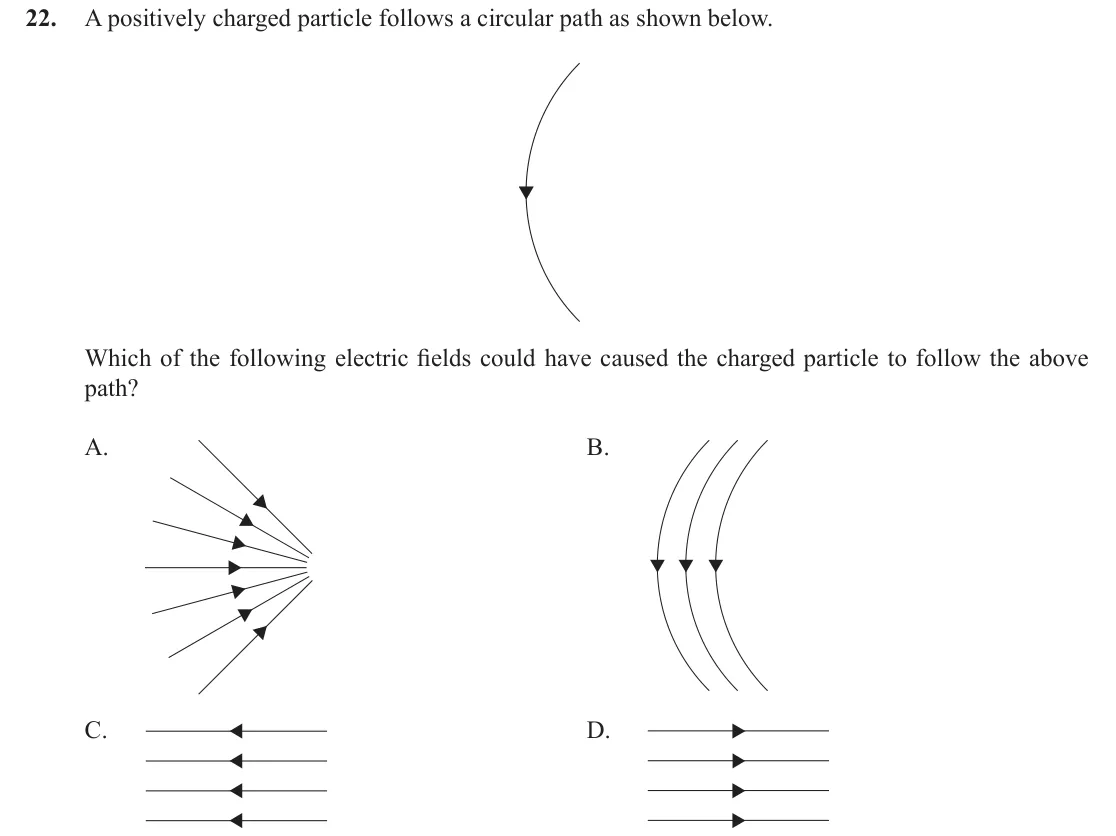 22. A positively charged particle follows a circular path as shown below.
Which of the following electric fields could have caused the charged particle to follow the above
path?
A.
B.
C.
D.